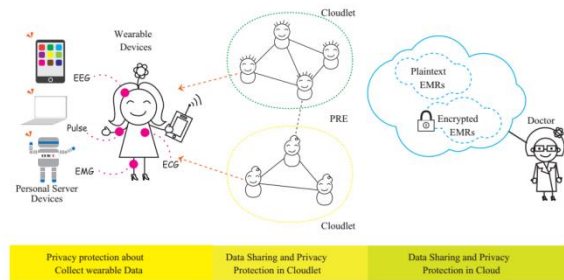 Wearable
Devices
Cloudlet
EEG
Pulse
EMG
ECG
Personal Server
Devices
PRE
Cloudlet
Plaintext
EMRs
Encrypted
EMRs
Doctor
Privacy protection about
Collect wearable Data
Data Sharing and Privacy
Protection in Cloudlet
Data Sharing and Privacy
Protection in Cloud